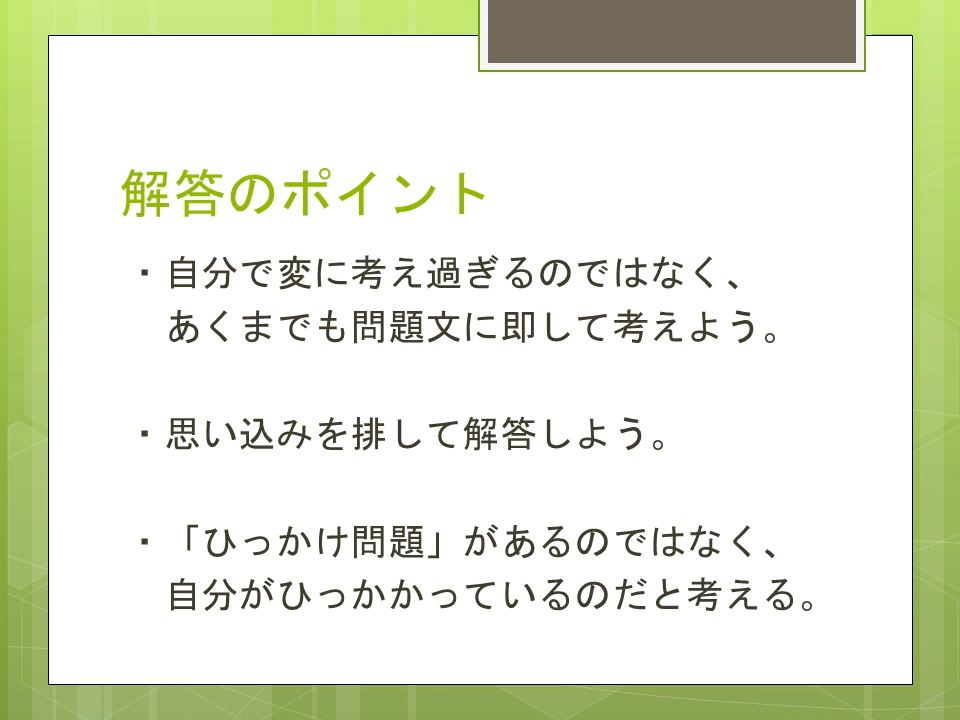 解答のポイント
・自分で変に考え過ぎるのではなく、
あくまでも問題文に即して考えよう。
・思い込みを排して解答しよう。
・「ひっかけ問題」があるのではなく、
自分がひっかかっているのだと考える。